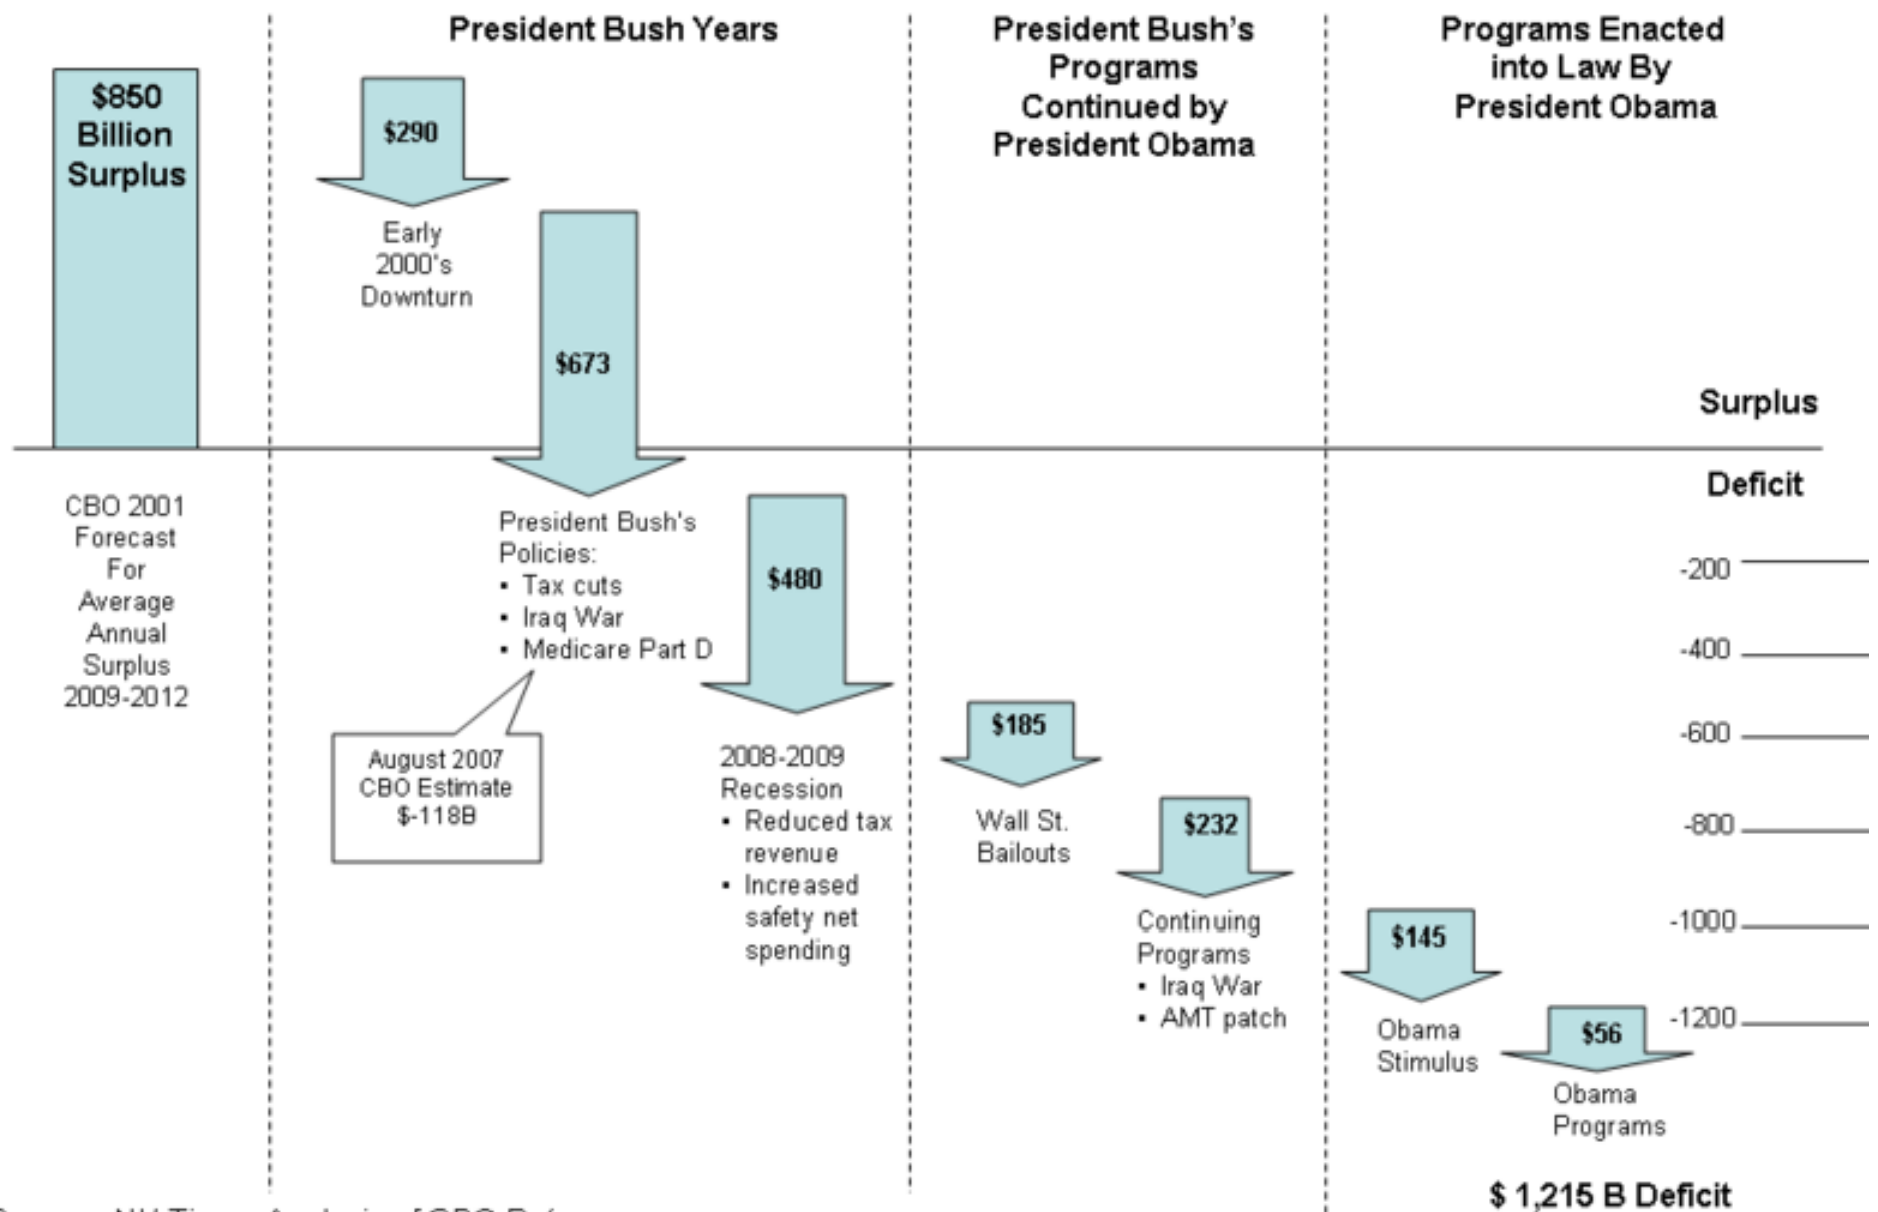 President Bush Years
President Bush's
Programs
Continued by
President Obama
Programs Enacted
into Law By
President Obama
$850
Billion
Surplus
CBO 2001
Forecast
For
Average
Annual
Surplus
2009-2012
$290
Early
2000's
Downturn
$673
President Bush's
Policies:
▪ Tax cuts
▪ Iraq War
▪ Medicare Part D
August 2007
CBO Estimate
$-118B
$480
2008-2009
Recession
▪ Reduced tax
revenue
▪ Increased
safety net
spending
$185
Wall St.
Bailouts
$232
Continuing
Programs
▪ Iraq War
▪ AMT patch
$145
Obama
Stimulus
$56
Obama
Programs
Surplus
Deficit
-200
-400
-600
-800
-1000
-1200
$ 1,215 B Deficit